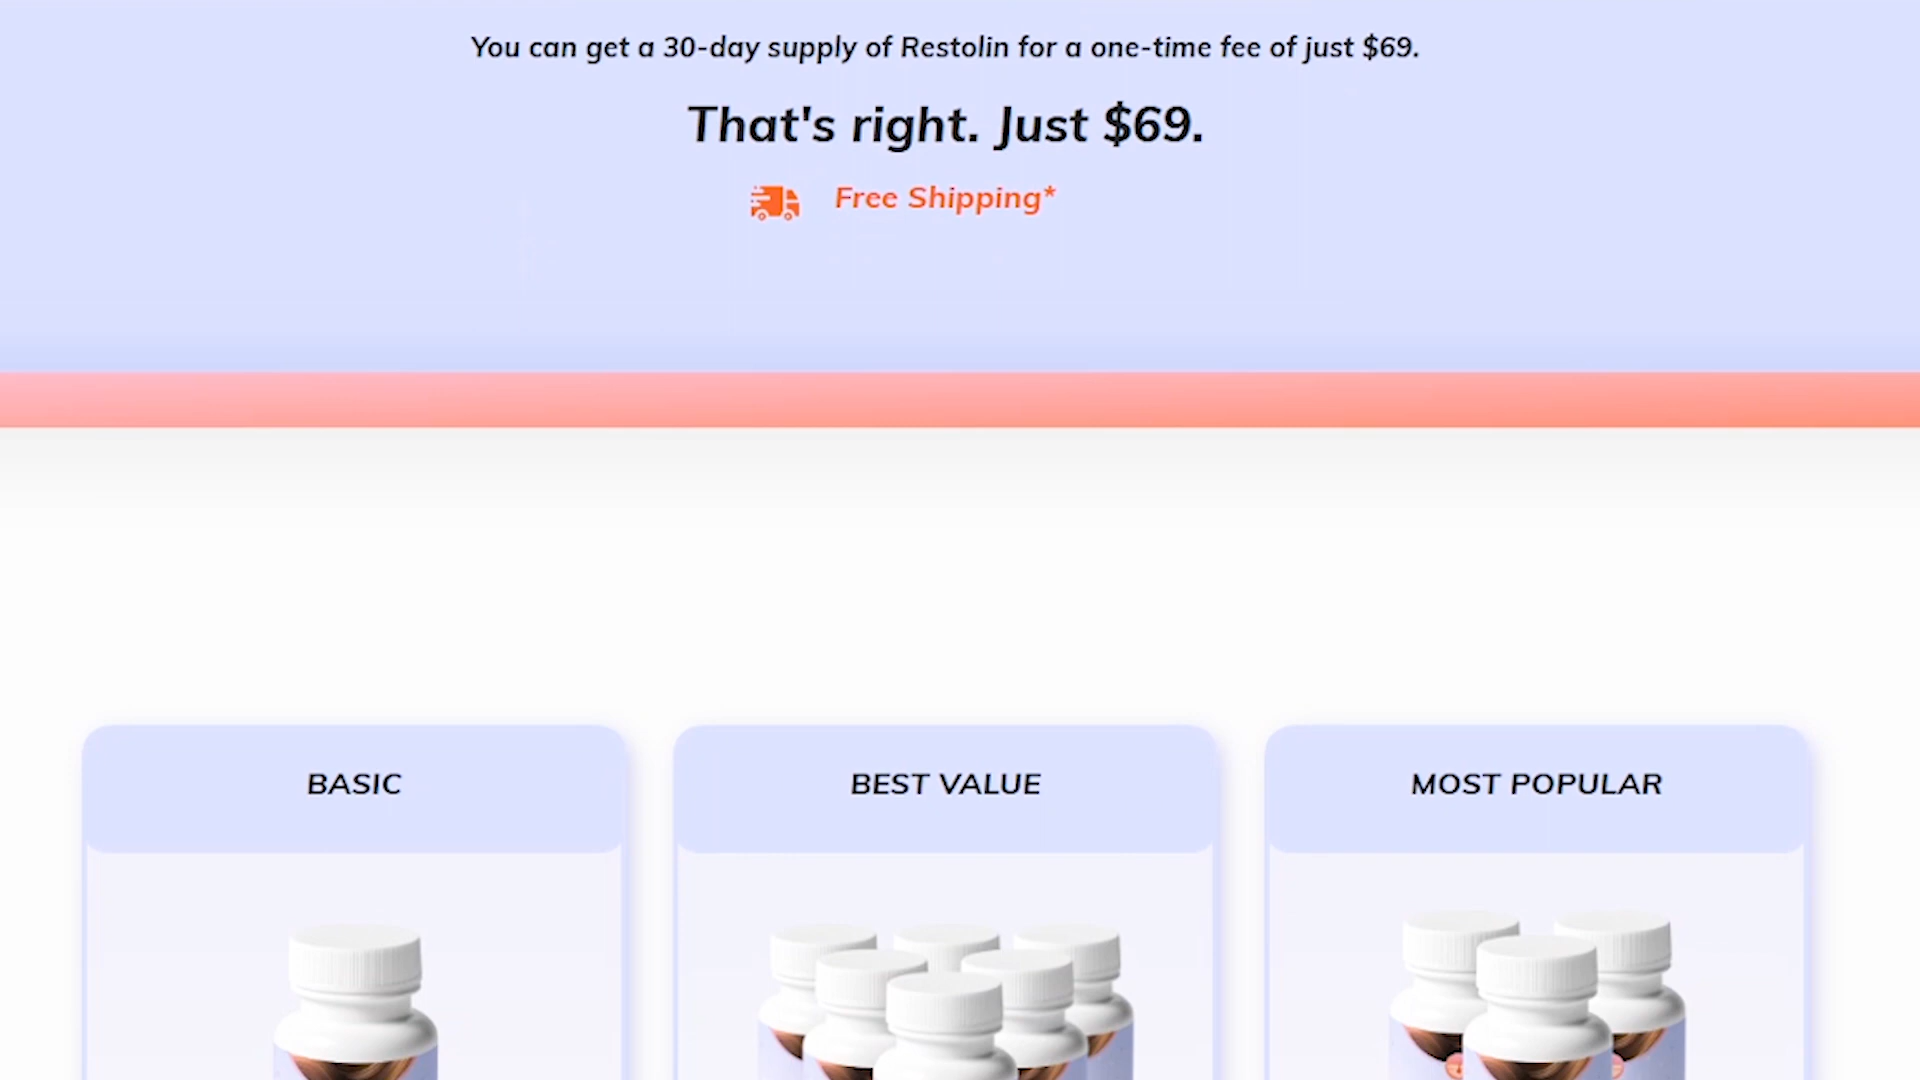 You can get a 30-day supply of Restolin for a one-time fee of just $69.
That's right. Just $69.
Free Shipping*
BASIC
BEST VALUE
MOST POPULAR